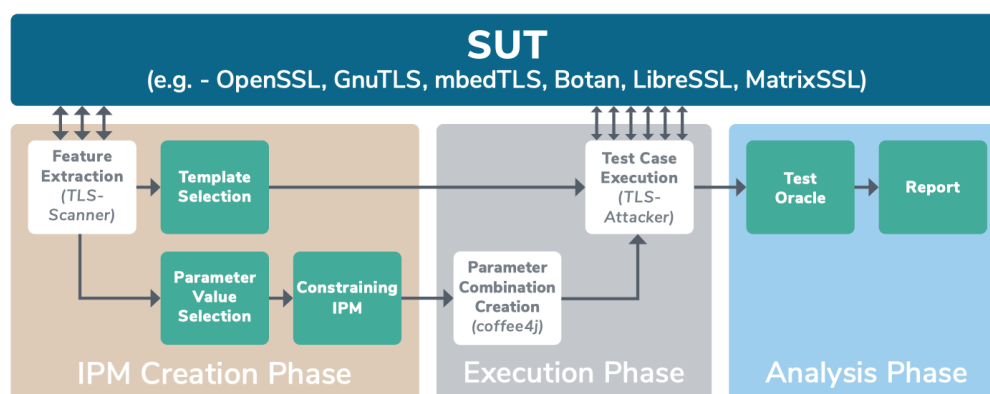 SUT
(e.g. - OpenSSL, GnuTLS, mbedTLS, Botan, LibreSSL, MatrixSSL)
Feature
Extraction
(TLS-
Scanner)
Template
Selection
Test Case
Execution
(TLS-
Attacker)
Test
Oracle
Report
Parameter
Value
Selection
Constraining
IPM
Parameter
Combination
Creation
(coffee4j)
IPM Creation Phase
Execution Phase
Analysis Phase